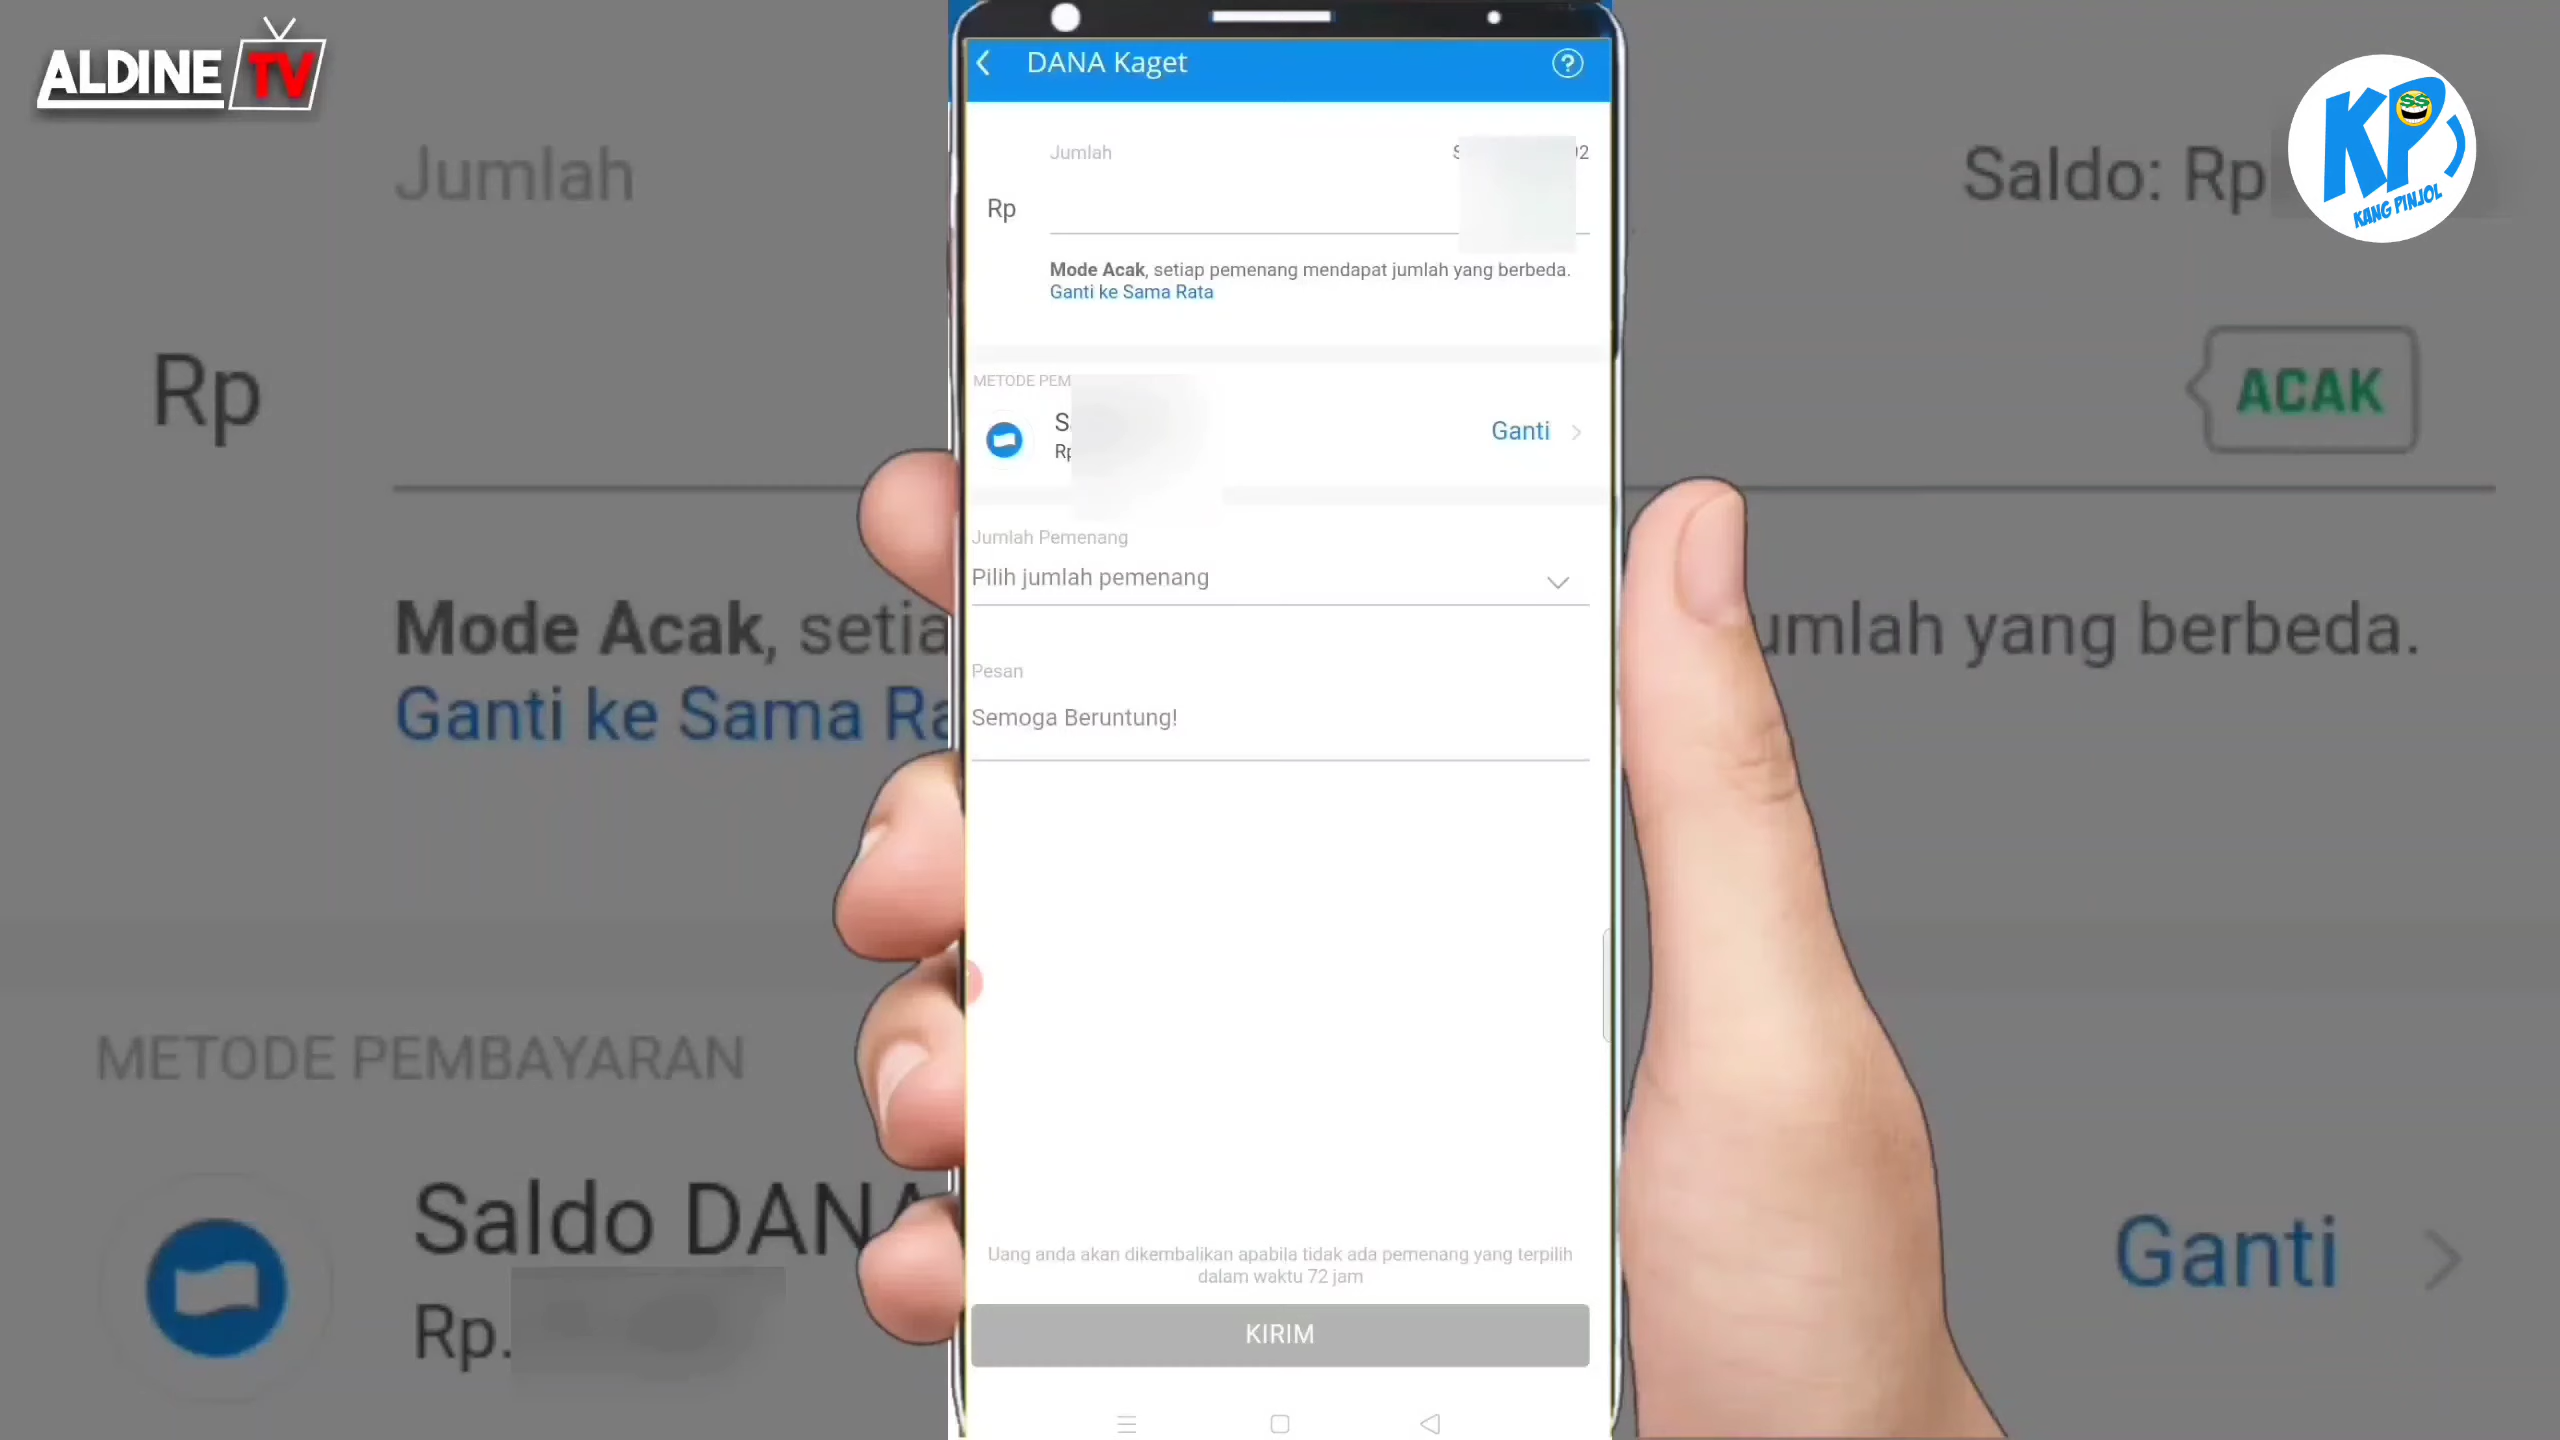 ALDINE TV
KP
SS
KANG PINJOL
DANA Kaget
?
Jumlah
02
Rp
Mode Acak, setiap pemenang mendapat jumlah yang berbeda.
Ganti ke Sama Rata
METODE PEM
Rp
Ganti
Jumlah Pemenang
Pilih jumlah pemenang
Pesan
Semoga Beruntung!
Uang anda akan dikembalikan apabila tidak ada pemenang yang terpilih
dalam waktu 72 jam
KIRIM
Jumlah
Saldo: Rp
Rp
ACAK
Mode Acak, setia
umlah yang berbeda.
Ganti ke Sama Ra
METODE PEMBAYARAN
Saldo DANA
Rp.
Ganti